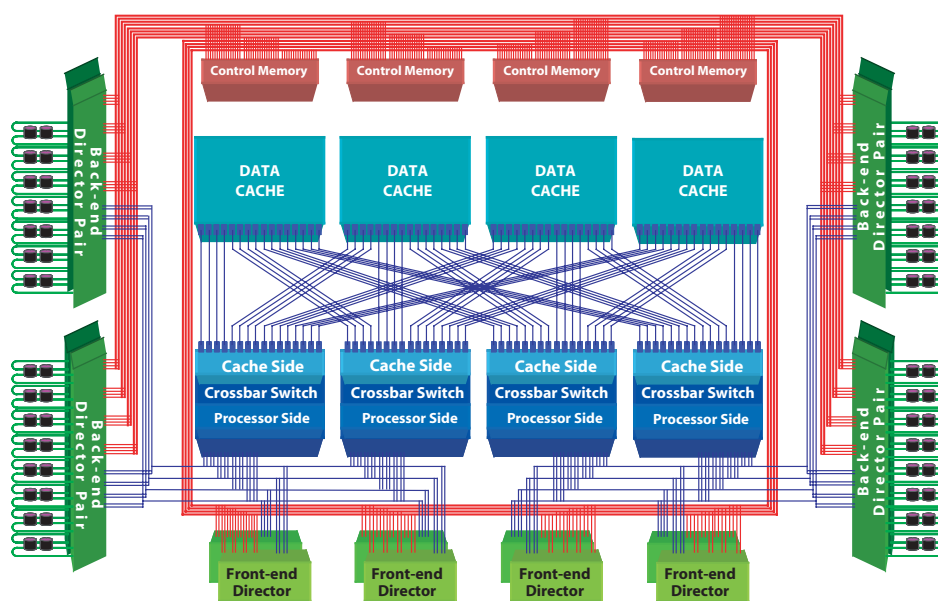 Control Memory
Control Memory
Control Memory
Control Memory
Back-end
Director Pair
Back-end
Director Pair
DATA
CACHE
DATA
CACHE
DATA
CACHE
DATA
CACHE
Cache Side
Crossbar Switch
Processor Side
Cache Side
Crossbar Switch
Processor Side
Cache Side
Crossbar Switch
Processor Side
Cache Side
Crossbar Switch
Processor Side
Back-end
Director Pair
Back-end
Director Pair
Front-end
Director
Front-end
Director
Front-end
Director
Front-end
Director